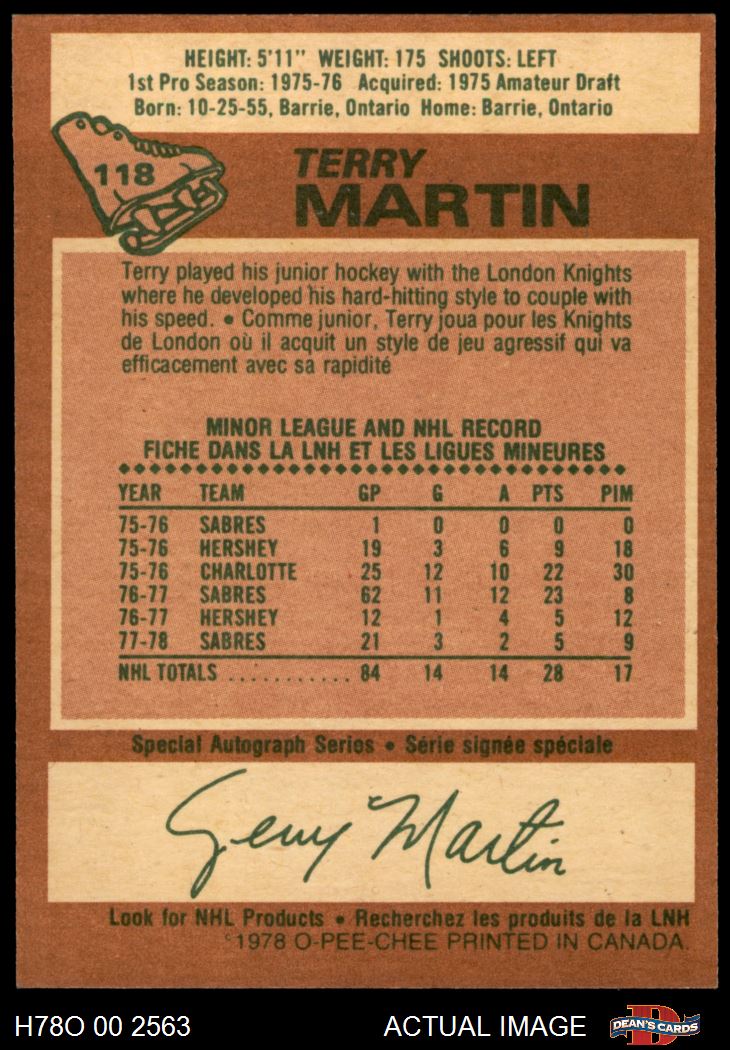 HEIGHT: 5'11" WEIGHT: 175 SHOOTS: LEFT
1st Pro Season: 1975-76 Acquired: 1975 Amateur Draft
Born: 10-25-55, Barrie, Ontario Home: Barrie, Ontario
118
TERRY
MARTIN
Terry played his junior hockey with the London Knights
where he developed his hard-hitting style to couple with
his speed. • Comme junior, Terry joua pour les Knights
de London où il acquit un style de jeu agressif qui va
efficacement avec sa rapidité
MINOR LEAGUE AND NHL RECORD
FICHE DANS LA LNH ET LES LIGUES MINEURES
YEAR TEAM GP G A PTS PIM
75-76 SABRES 1 0 0 0 0
75-76 HERSHEY 19 3 6 9 18
75-76 CHARLOTTE 25 12 10 22 30
76-77 SABRES 62 11 12 23 8
76-77 HERSHEY 12 1 4 5 12
77-78 SABRES 21 3 2 5 9
NHL TOTALS ........... 84 14 14 28 17
Special Autograph Series • Série signée spéciale
Terry Martin
Look for NHL Products • Recherchez les produits de la LNH
©1978 O-PEE-CHEE PRINTED IN CANADA.
H78O 00 2563 ACTUAL IMAGE DEAN'S CARDS